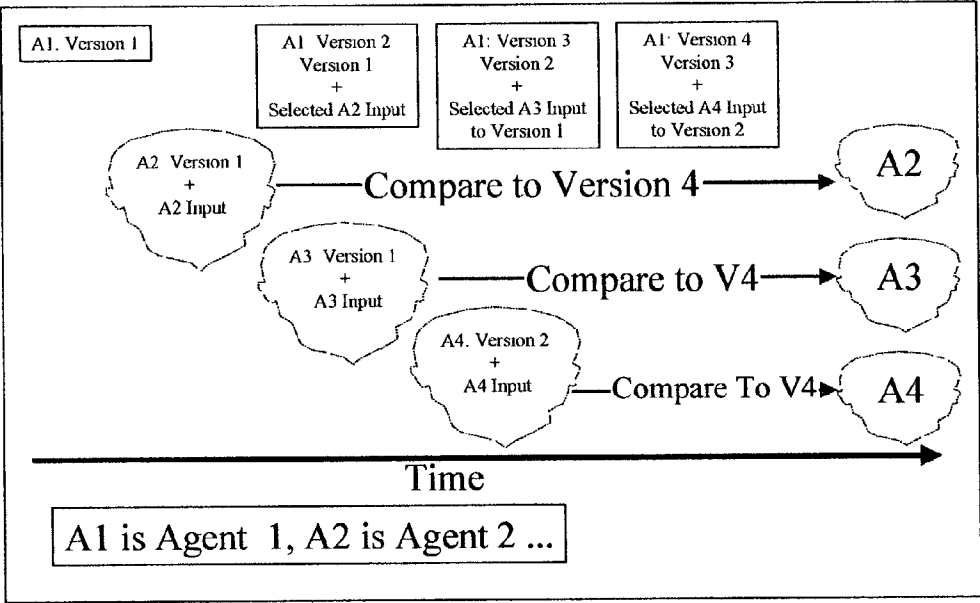 A1. Version 1
A1 Version 2
Version 1
+
Selected A2 Input
A1: Version 3
Version 2
+
Selected A3 Input
to Version 1
A1· Version 4
Version 3
+
Selected A4 Input
to Version 2
A2 Version 1
+
A2 Input
Compare to Version 4
A2
A3 Version 1
+
A3 Input
Compare to V4
A3
A4. Version 2
+
A4 Input
Compare To V4
A4
Time
A1 is Agent 1, A2 is Agent 2 ...